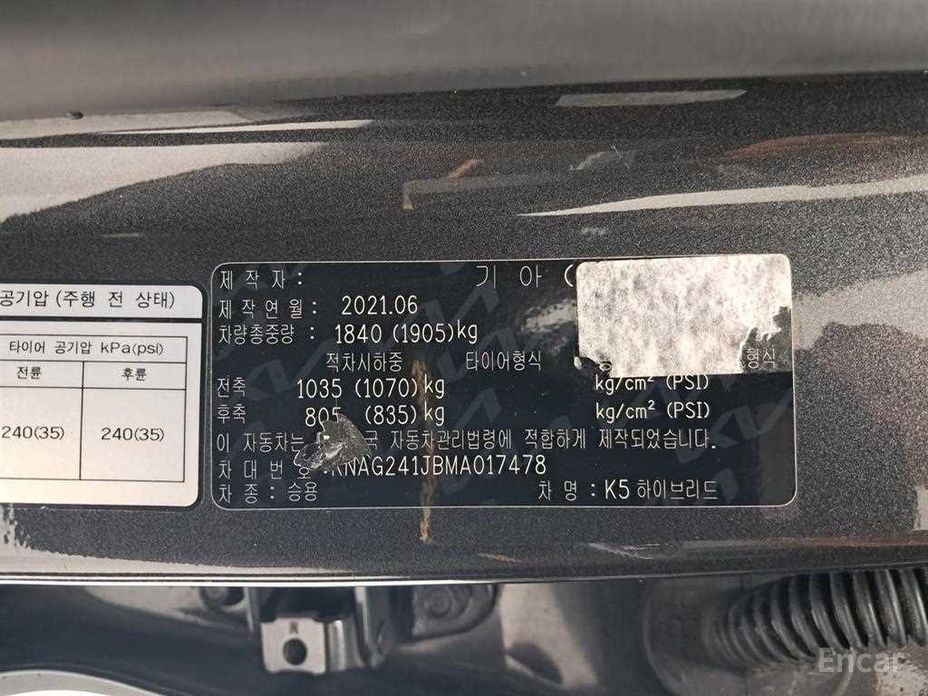 공기압 (주행 전 상태)
타이어 공기압 kPa(psi)
전륜 후륜
240(35) 240(35)
제 작 자 : 기 아 (
제 작 연 월 : 2021.06
차량총중량 : 1840 (1905)kg
적차시하중 타이어형식 형식
전축 1035 (1070)kg kg/cm² (PSI)
후축 805 (835)kg kg/cm² (PSI)
이 자동차는 자동차관리법령에 적합하게 제작되었습니다.
차 대 번 호 : KNAG241JBMA017478
차 종 : 승용 차 명 : K5 하이브리드
Encar